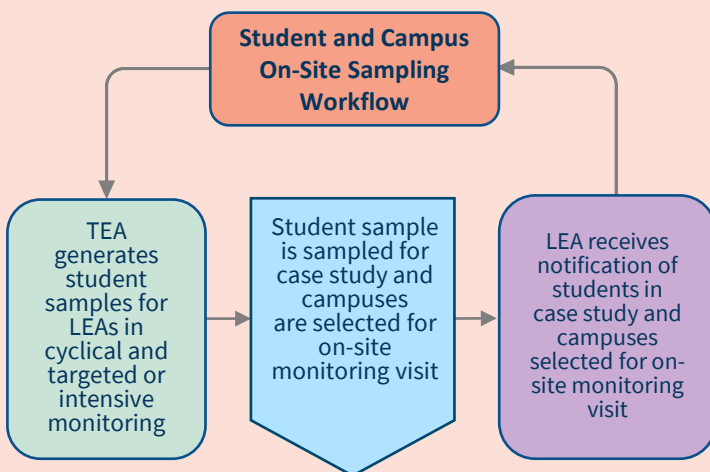 Student and Campus
On-Site Sampling
Workflow
TEA
generates
student
samples for
LEAs in
cyclical and
targeted or
intensive
monitoring
Student sample
is sampled for
case study and
campuses
are selected for
on-site
monitoring visit
LEA receives
notification of
students in
case study and
campuses
selected for on-
site monitoring
visit